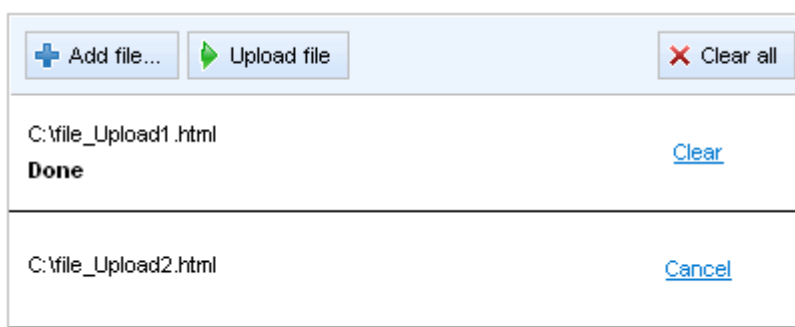 Add file... Upload file Clear all
C:\file_Upload1.html
Done
Clear
C:\file_Upload2.html
Cancel